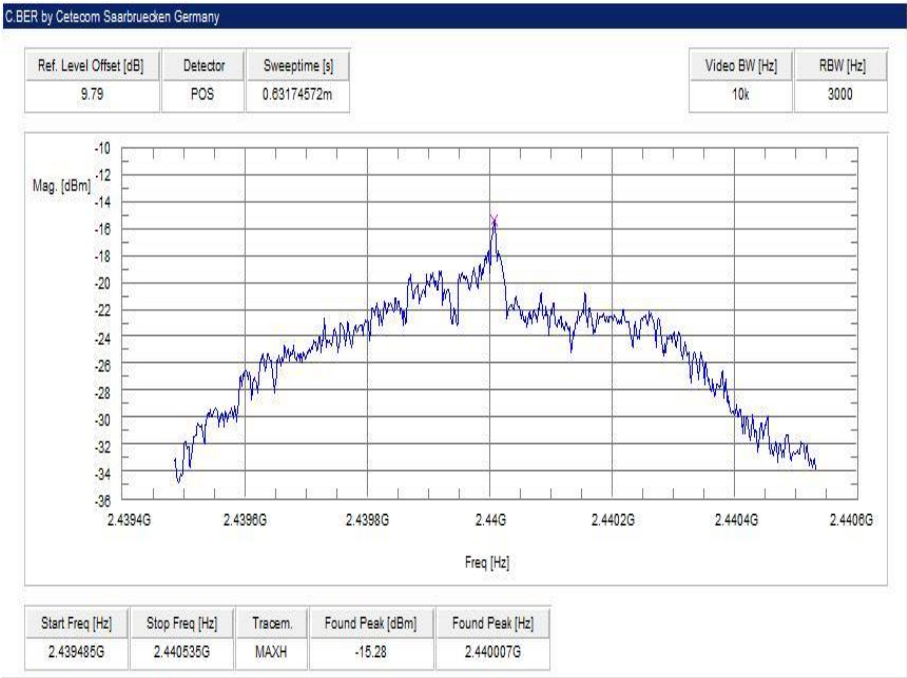 C.BER by Cetecom Saarbruecken Germany
Ref. Level Offset [dB] Detector Sweeptime [s] Video BW [Hz] RBW [Hz]
9.79 POS 0.63174572m 10k 3000
-10
Mag. [dBm] -12
-14
-16
-18
-20
-22
-24
-26
-28
-30
-32
-34
-36
2.4394G 2.4396G 2.4398G 2.44G 2.4402G 2.4404G 2.4406G
Freq [Hz]
Start Freq [Hz] Stop Freq [Hz] Tracem. Found Peak [dBm] Found Peak [Hz]
2.439485G 2.440535G MAXH -15.28 2.440007G